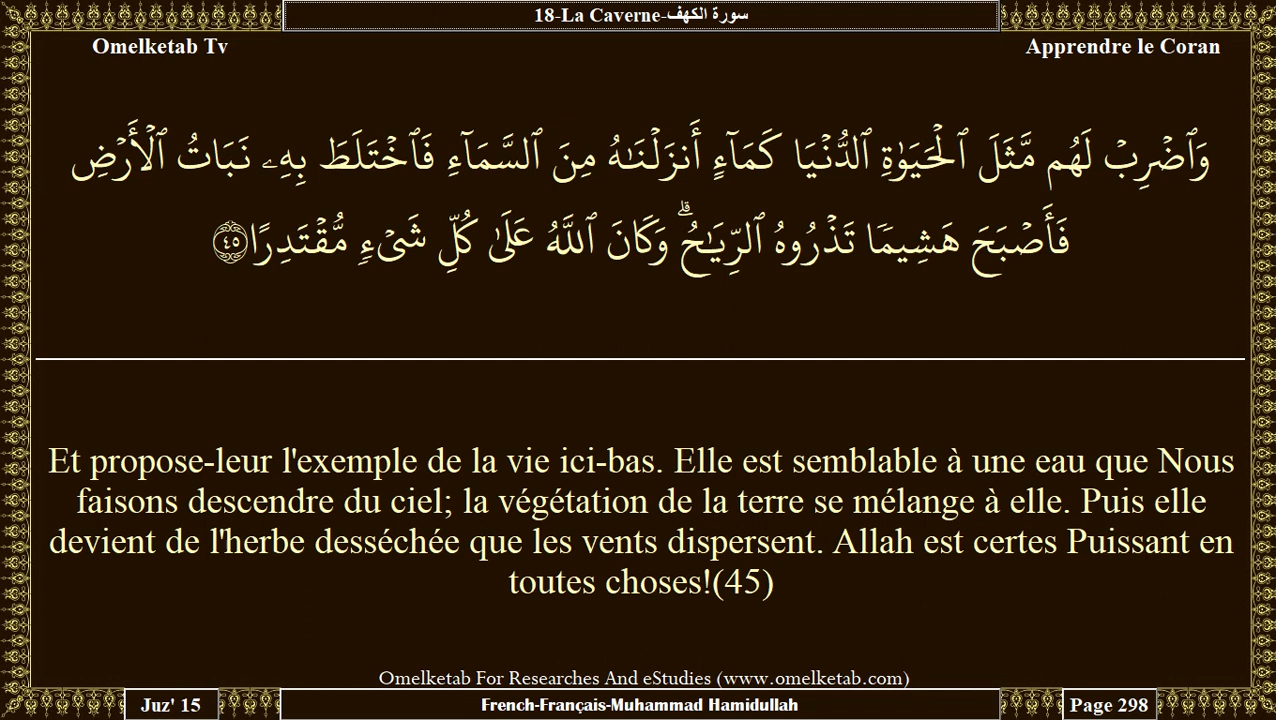 18-La Caverne-سورة الكهف
Omelketab Tv
Apprendre le Coran
وَٱضۡرِبۡ لَهُم مَّثَلَ ٱلۡحَيَوٰةِ ٱلدُّنۡيَا كَمَآءٍ أَنزَلۡنَٰهُ مِنَ ٱلسَّمَآءِ فَٱخۡتَلَطَ بِهِۦ نَبَاتُ ٱلۡأَرۡضِ
فَأَصۡبَحَ هَشِيمٗا تَذۡرُوهُ ٱلرِّيَٰحُۗ وَكَانَ ٱللَّهُ عَلَىٰ كُلِّ شَيۡءٖ مُّقۡتَدِرًا ٤٥
Et propose-leur l'exemple de la vie ici-bas. Elle est semblable à une eau que Nous
faisons descendre du ciel; la végétation de la terre se mélange à elle. Puis elle
devient de l'herbe desséchée que les vents dispersent. Allah est certes Puissant en
toutes choses!(45)
Omelketab For Researches And eStudies (www.omelketab.com)
Juz' 15
French-Français-Muhammad Hamidullah
Page 298